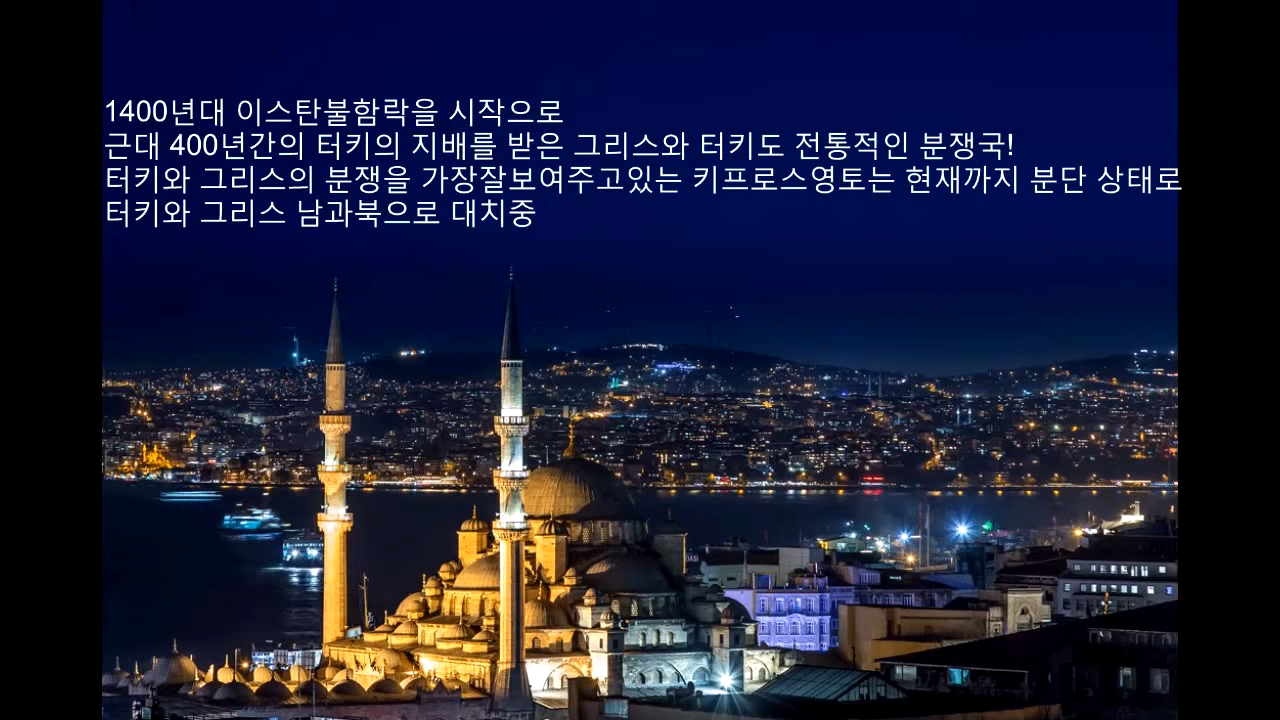 1400년대 이스탄불함락을 시작으로
근대 400년간의 터키의 지배를 받은 그리스와 터키도 전통적인 분쟁국!
터키와 그리스의 분쟁을 가장잘보여주고있는 키프로스영토는 현재까지 분단 상태로
터키와 그리스 남과북으로 대치중